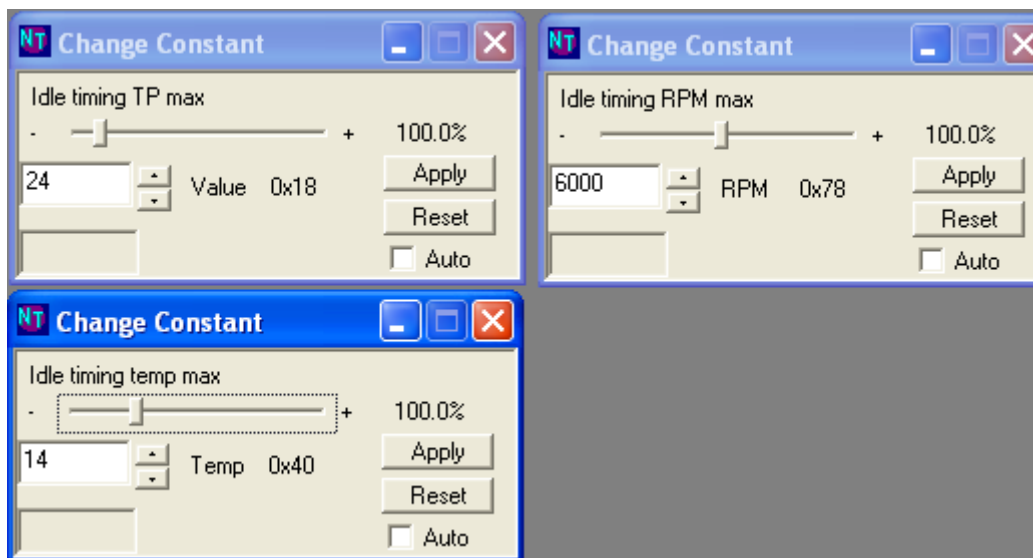 NT Change Constant
Idle timing TP max
- + 100.0%
24 Value 0x18 Apply
Reset
Auto
NT Change Constant
Idle timing RPM max
- + 100.0%
6000 RPM 0x78 Apply
Reset
Auto
NT Change Constant
Idle timing temp max
- + 100.0%
14 Temp 0x40 Apply
Reset
Auto